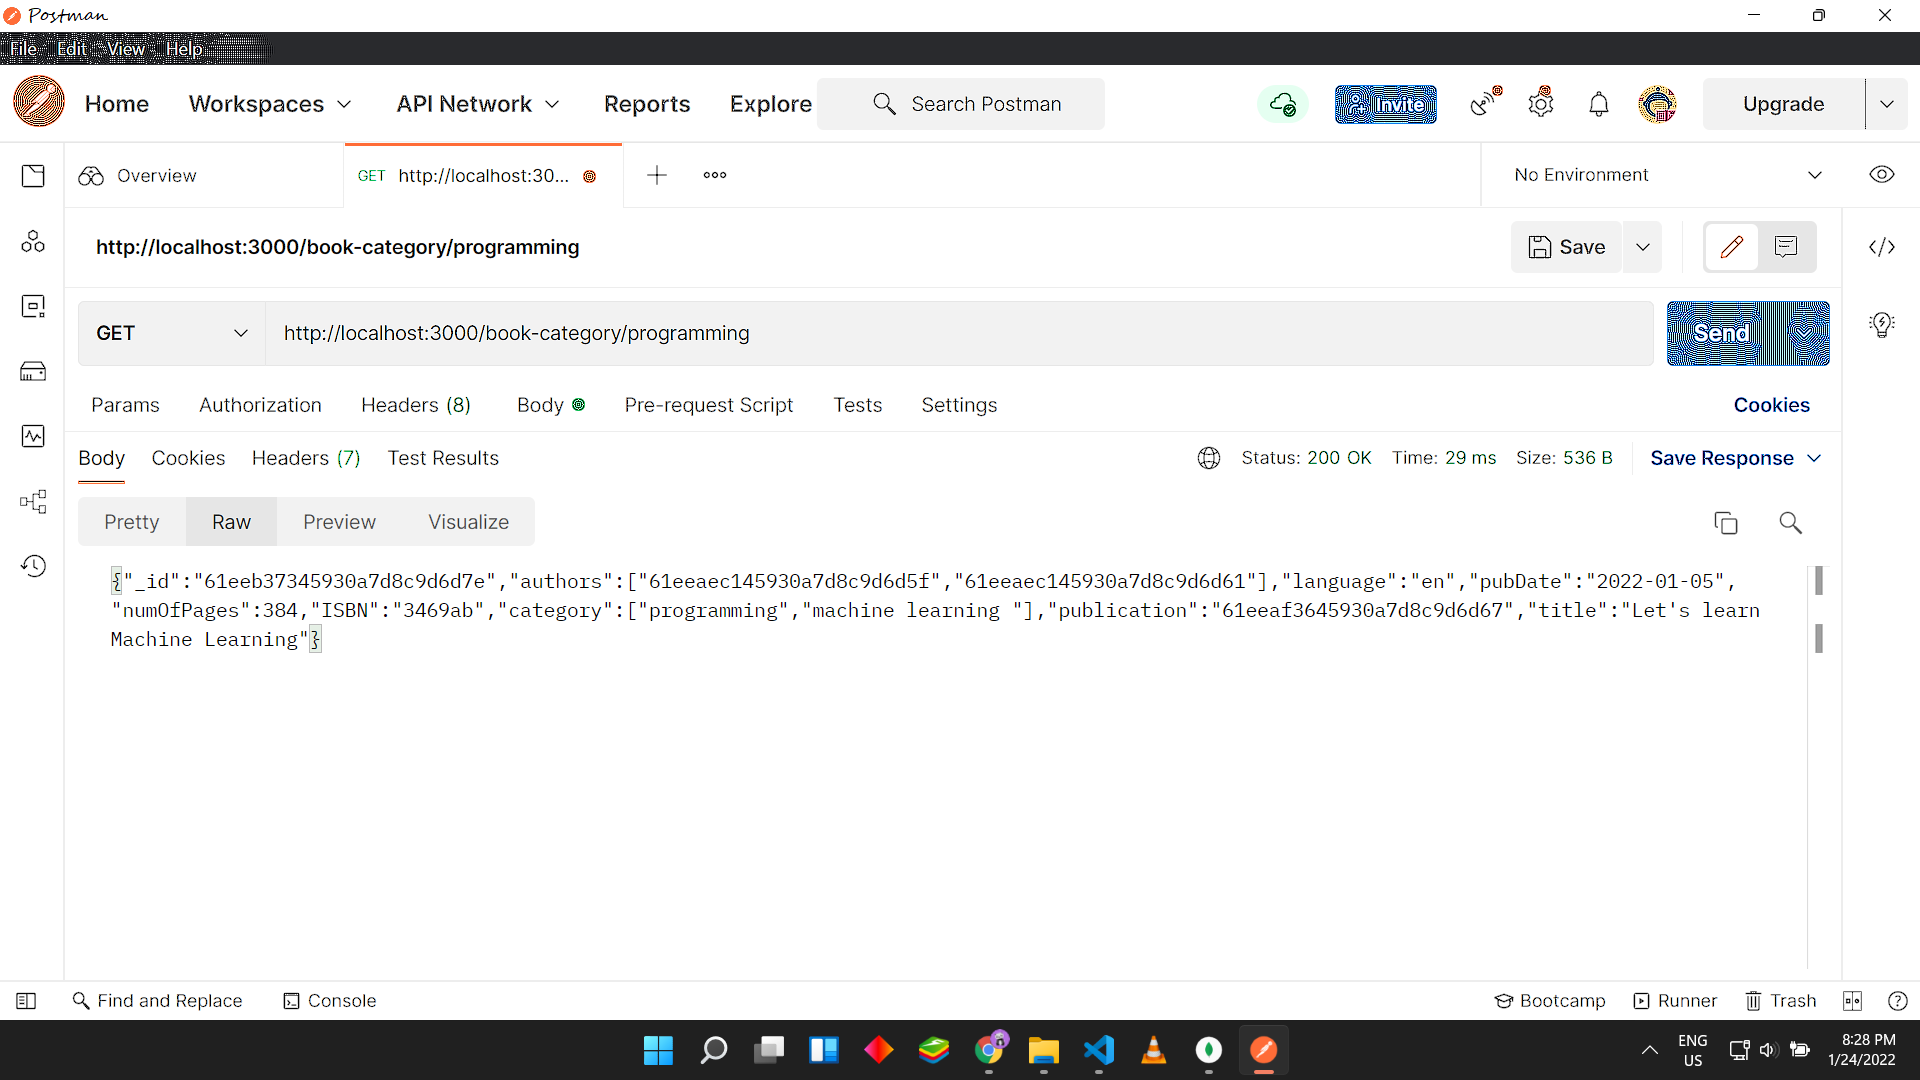 Postman
File Edit View Help
Home Workspaces API Network Reports Explore Search Postman Invite Upgrade
Overview GET http://localhost:30... No Environment
http://localhost:3000/book-category/programming Save
GET http://localhost:3000/book-category/programming Send
Params Authorization Headers (8) Body Pre-request Script Tests Settings Cookies
Body Cookies Headers (7) Test Results Status: 200 OK Time: 29 ms Size: 536 B Save Response
Pretty Raw Preview Visualize
{"_id":"61eeb37345930a7d8c9d6d7e","authors":["61eeaec145930a7d8c9d6d5f","61eeaec145930a7d8c9d6d61"],"language":"en","pubDate":"2022-01-05",
"numOfPages":384,"ISBN":"3469ab","category":["programming","machine learning "],"publication":"61eeaf3645930a7d8c9d6d67","title":"Let's learn
Machine Learning"}
Find and Replace Console Bootcamp Runner Trash
ENG 8:28 PM
US 1/24/2022